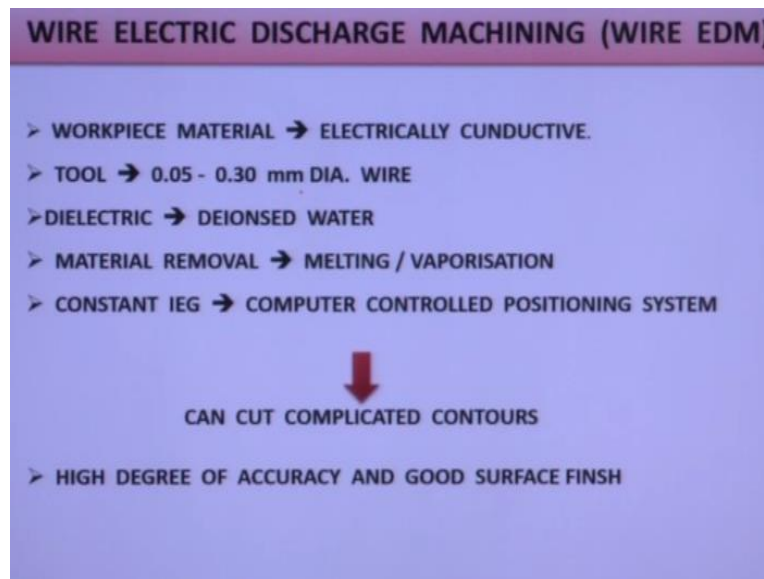 WIRE ELECTRIC DISCHARGE MACHINING (WIRE EDM)
➢ WORKPIECE MATERIAL ➔ ELECTRICALLY CUNDUCTIVE.
➢ TOOL ➔ 0.05 - 0.30 mm DIA. WIRE
➢DIELECTRIC ➔ DEIONSED WATER
➢ MATERIAL REMOVAL ➔ MELTING / VAPORISATION
➢ CONSTANT IEG ➔ COMPUTER CONTROLLED POSITIONING SYSTEM
CAN CUT COMPLICATED CONTOURS
➢ HIGH DEGREE OF ACCURACY AND GOOD SURFACE FINSH